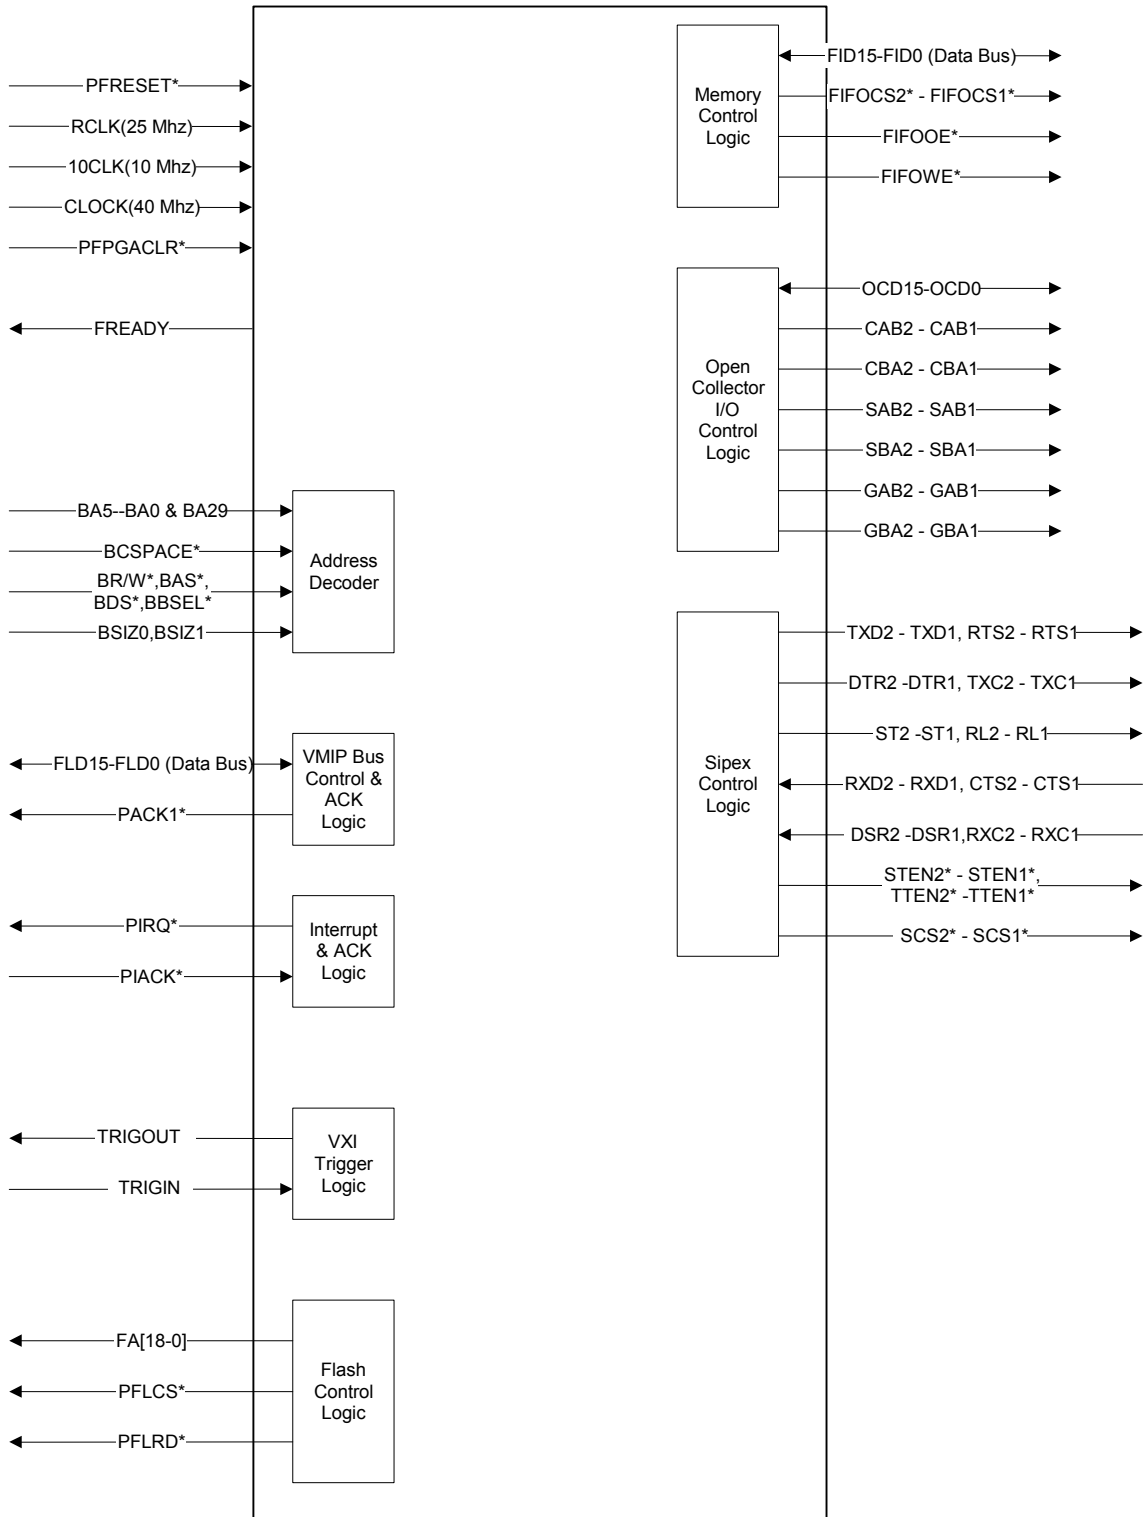 PFRESET*
RCLK(25 Mhz)
10CLK(10 Mhz)
CLOCK(40 Mhz)
PFPGACLR*
FREADY
BA5--BA0 & BA29
BCSPACE*
BR/W*,BAS*,
BDS*,BBSEL*
BSIZ0,BSIZ1
Address
Decoder
FLD15-FLD0 (Data Bus)
PACK1*
VMIP Bus
Control &
ACK
Logic
PIRQ*
PIACK*
Interrupt
& ACK
Logic
TRIGOUT
TRIGIN
VXI
Trigger
Logic
FA[18-0]
PFLCS*
PFLRD*
Flash
Control
Logic
Memory
Control
Logic
FID15-FID0 (Data Bus)
FIFOCS2* - FIFOCS1*
FIFOOE*
FIFOWE*
Open
Collector
I/O
Control
Logic
OCD15-OCD0
CAB2 - CAB1
CBA2 - CBA1
SAB2 - SAB1
SBA2 - SBA1
GAB2 - GAB1
GBA2 - GBA1
Sipex
Control
Logic
TXD2 - TXD1, RTS2 - RTS1
DTR2 -DTR1, TXC2 - TXC1
ST2 -ST1, RL2 - RL1
RXD2 - RXD1, CTS2 - CTS1
DSR2 -DSR1,RXC2 - RXC1
STEN2* - STEN1*,
TTEN2* -TTEN1*
SCS2* - SCS1*